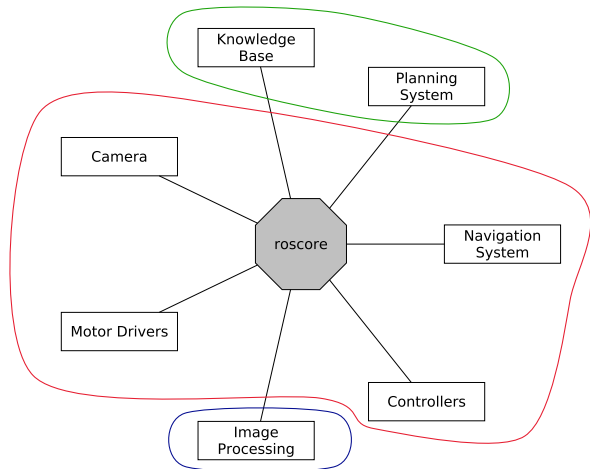 Knowledge
Base
Planning
System
Camera
roscore
Navigation
System
Motor Drivers
Controllers
Image
Processing